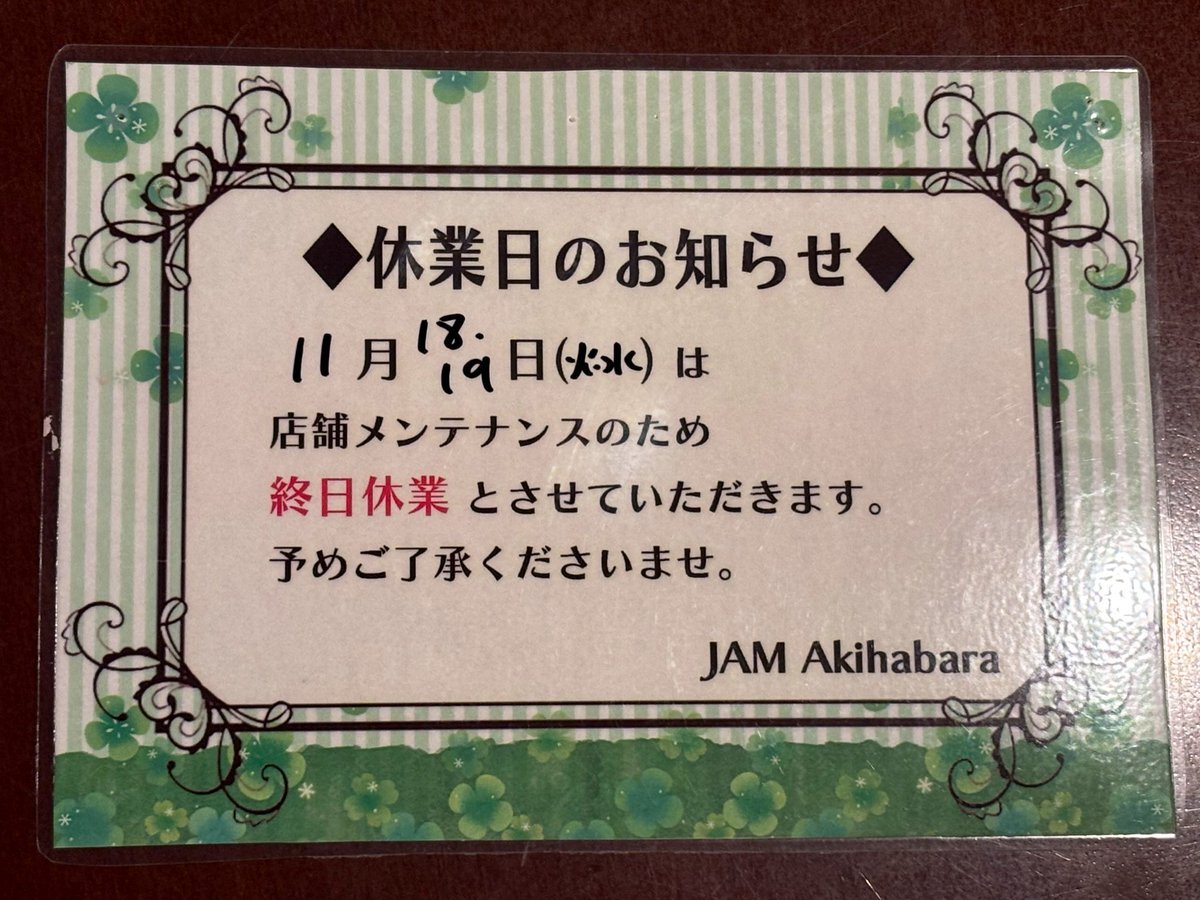 ◆休業日のお知らせ◆
11月18.19日(火.水)は
店舗メンテナンスのため
終日休業とさせていただきます。
予めご了承くださいませ。
JAM Akihabara